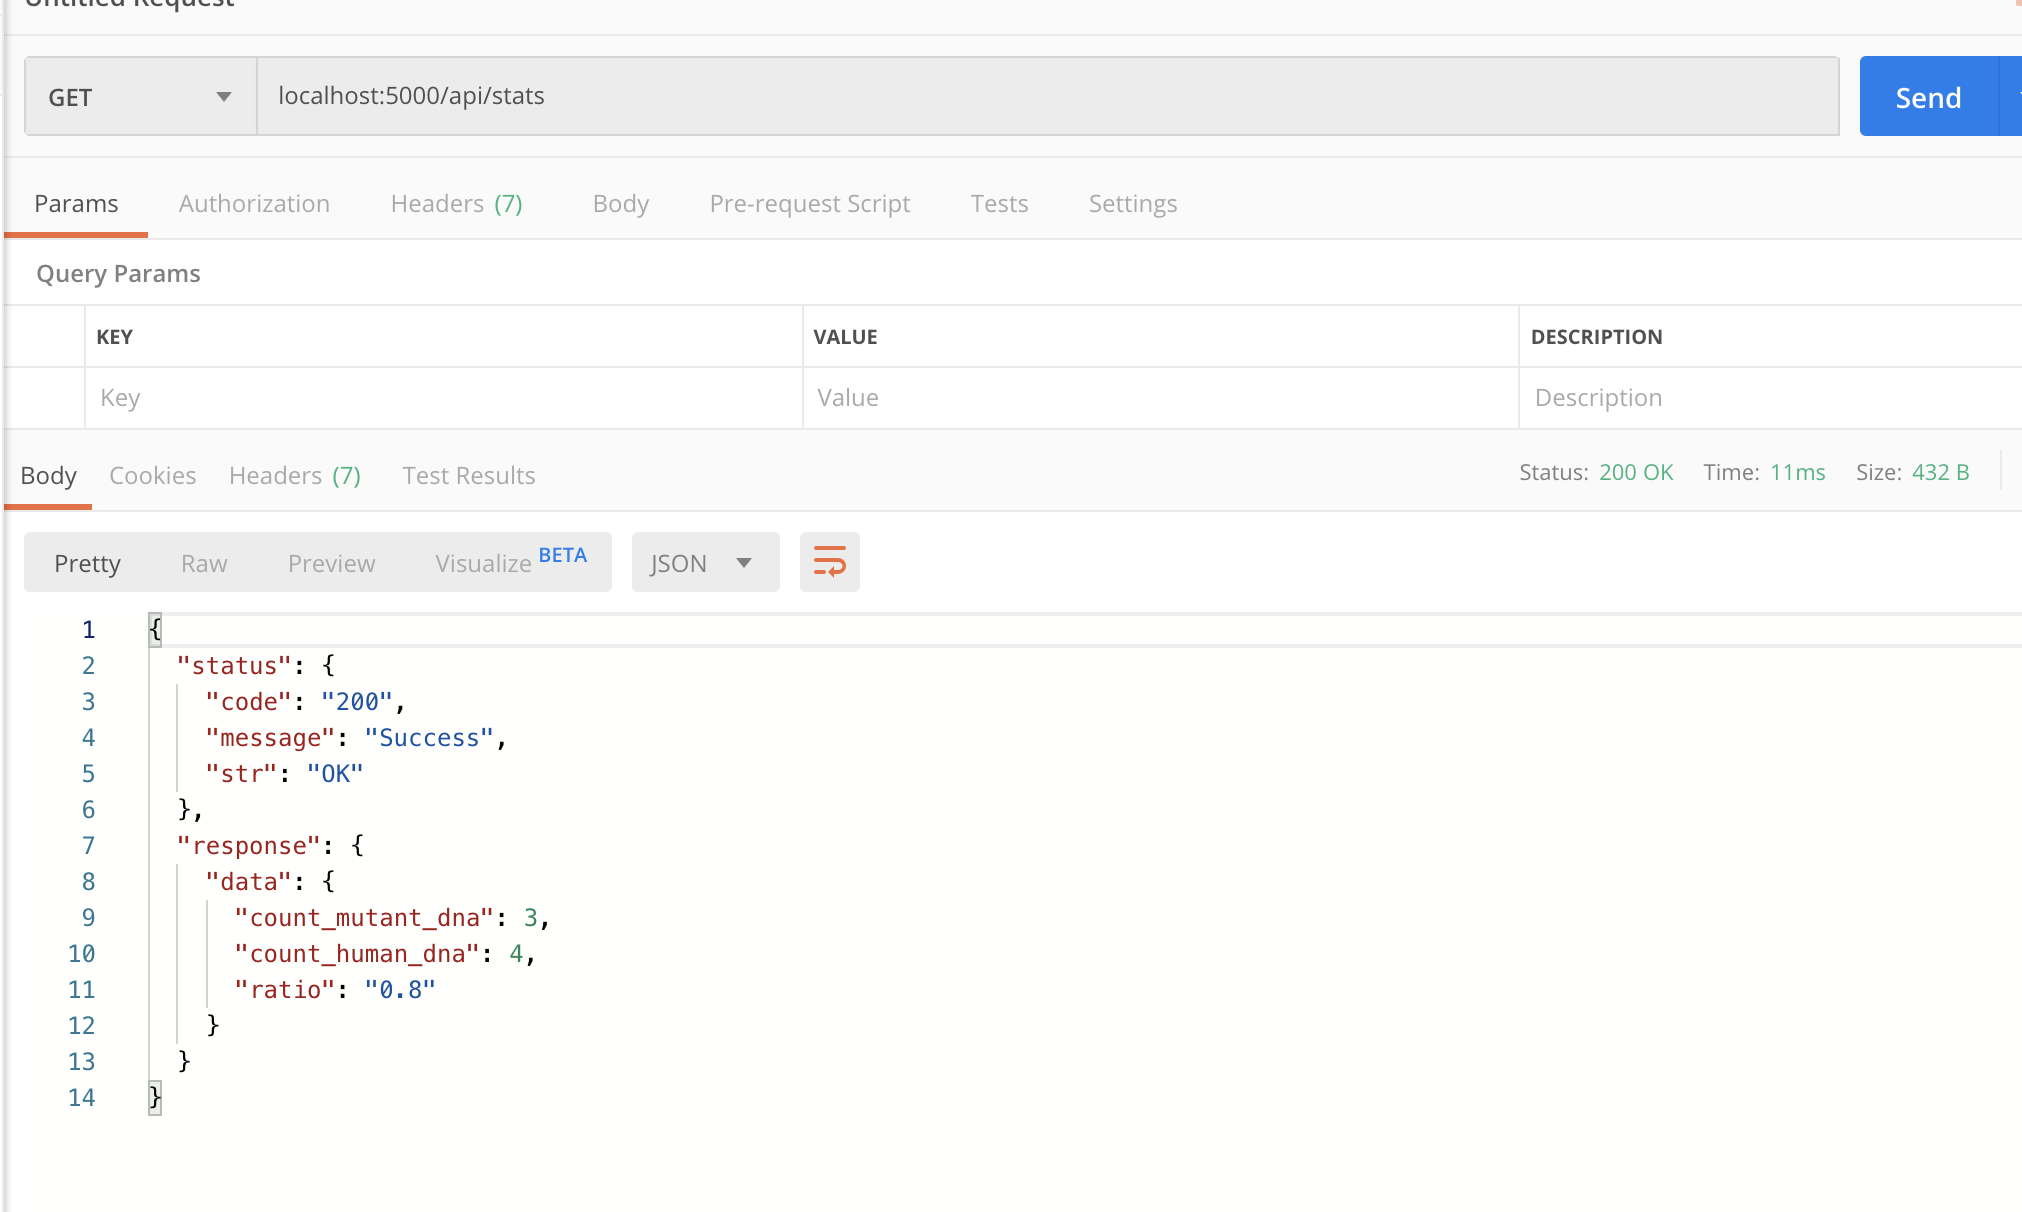 Untitled Request
GET localhost:5000/api/stats Send
Params Authorization Headers (7) Body Pre-request Script Tests Settings
Query Params
KEY VALUE DESCRIPTION
Key Value Description
Body Cookies Headers (7) Test Results Status: 200 OK Time: 11ms Size: 432 B
Pretty Raw Preview Visualize BETA JSON
1 {
2 "status": {
3 "code": "200",
4 "message": "Success",
5 "str": "OK"
6 },
7 "response": {
8 "data": {
9 "count_mutant_dna": 3,
10 "count_human_dna": 4,
11 "ratio": "0.8"
12 }
13 }
14 }